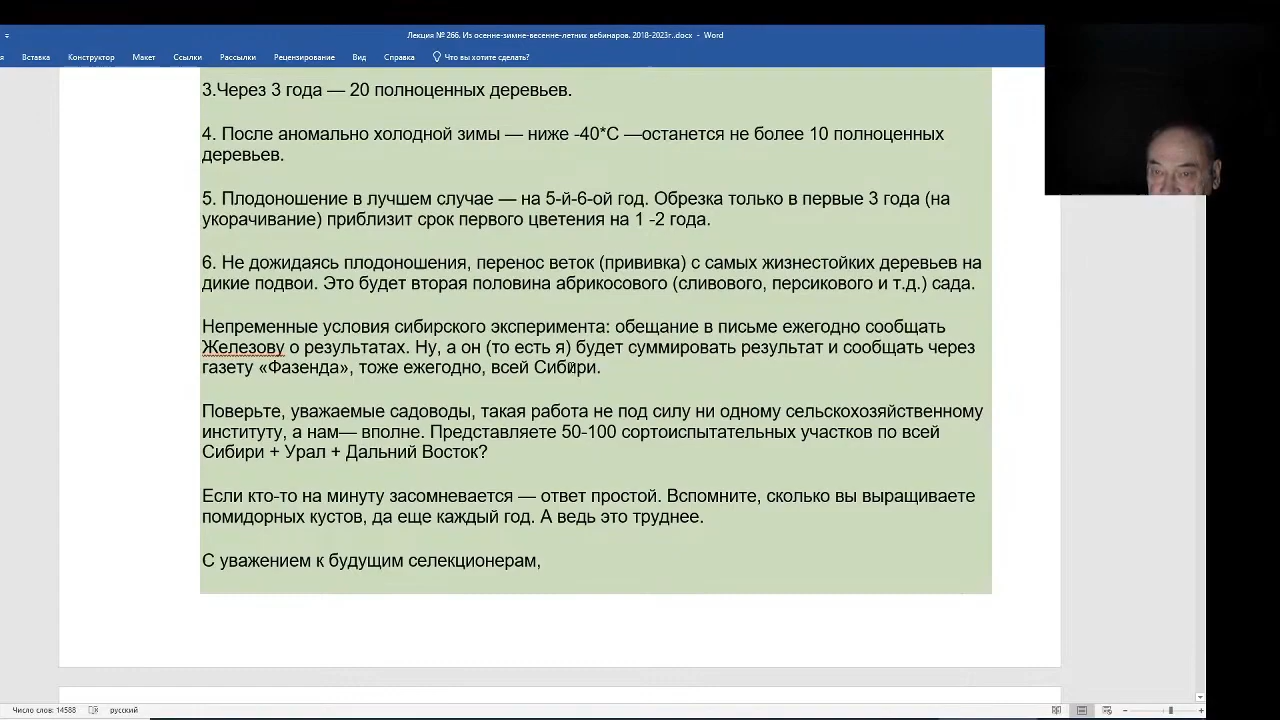 Лекция № 266. Из осенне-зимне-весенне-летних вебинаров. 2018-2023г..docx - Word
я Вставка Конструктор Макет Ссылки Рассылки Рецензирование Вид Справка Что вы хотите сделать?
3.Через 3 года — 20 полноценных деревьев.
4. После аномально холодной зимы — ниже -40*С —останется не более 10 полноценных
деревьев.
5. Плодоношение в лучшем случае — на 5-й-6-ой год. Обрезка только в первые 3 года (на
укорачивание) приблизит срок первого цветения на 1 -2 года.
6. Не дожидаясь плодоношения, перенос веток (прививка) с самых жизнестойких деревьев на
дикие подвои. Это будет вторая половина абрикосового (сливового, персикового и т.д.) сада.
Непременные условия сибирского эксперимента: обещание в письме ежегодно сообщать
Железову о результатах. Ну, а он (то есть я) будет суммировать результат и сообщать через
газету «Фазенда», тоже ежегодно, всей Сибири.
Поверьте, уважаемые садоводы, такая работа не под силу ни одному сельскохозяйственному
институту, а нам— вполне. Представляете 50-100 сортоиспытательных участков по всей
Сибири + Урал + Дальний Восток?
Если кто-то на минуту засомневается — ответ простой. Вспомните, сколько вы выращиваете
помидорных кустов, да еще каждый год. А ведь это труднее.
С уважением к будущим селекционерам,
Число слов: 14588 русский